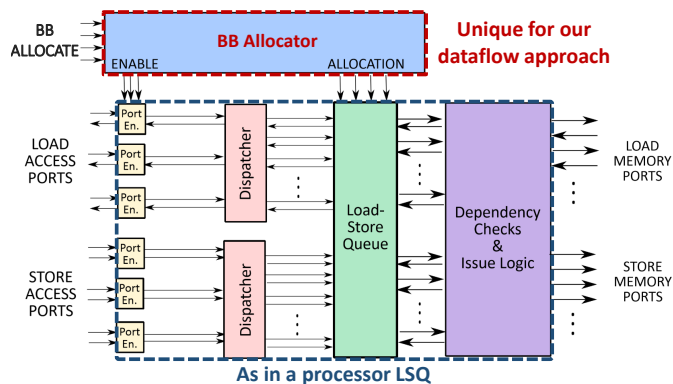 BB
ALLOCATE
BB Allocator
ENABLE
ALLOCATION
Unique for our
dataflow approach
Port
En.
Port
En.
Port
En.
LOAD
ACCESS
PORTS
Dispatcher
Load-
Store
Queue
Dependency
Checks
&
Issue Logic
LOAD
MEMORY
PORTS
Port
En.
Port
En.
Port
En.
STORE
ACCESS
PORTS
Dispatcher
STORE
MEMORY
PORTS
As in a processor LSQ